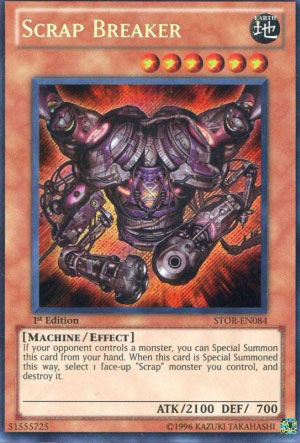 SCRAP BREAKER
EARTH
地
1st Edition
STOR-EN084
[MACHINE/EFFECT]
If your opponent controls a monster, you can Special Summon
this card from your hand. When this card is Special Summoned
this way, select 1 face-up "Scrap" monster you control, and
destroy it.
ATK/2100 DEF/ 700
51555725
©1996 KAZUKI TAKAHASHI